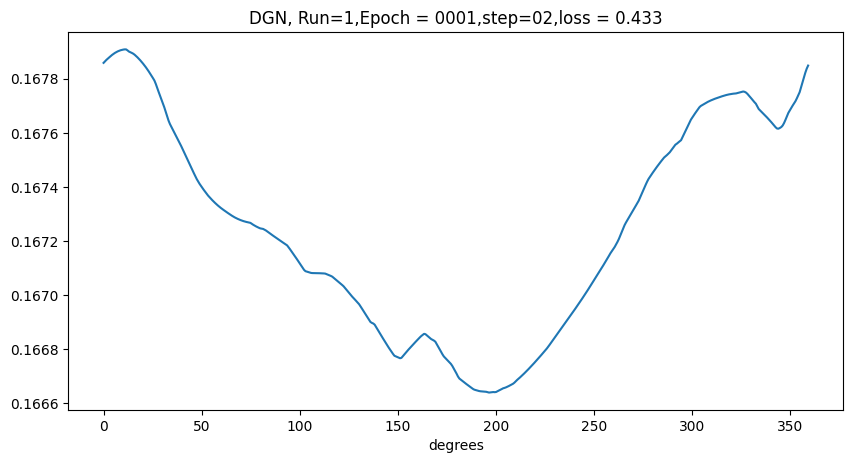 DGN, Run=1,Epoch = 0001,step=02,loss = 0.433
0.1678
0.1676
0.1674
0.1672
0.1670
0.1668
0.1666
0 50 100 150 200 250 300 350
degrees